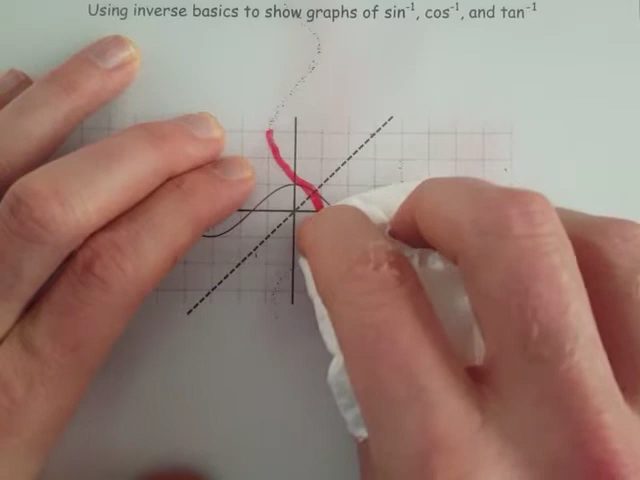 Using inverse basics to show graphs of sin⁻¹, cos⁻¹, and tan⁻¹